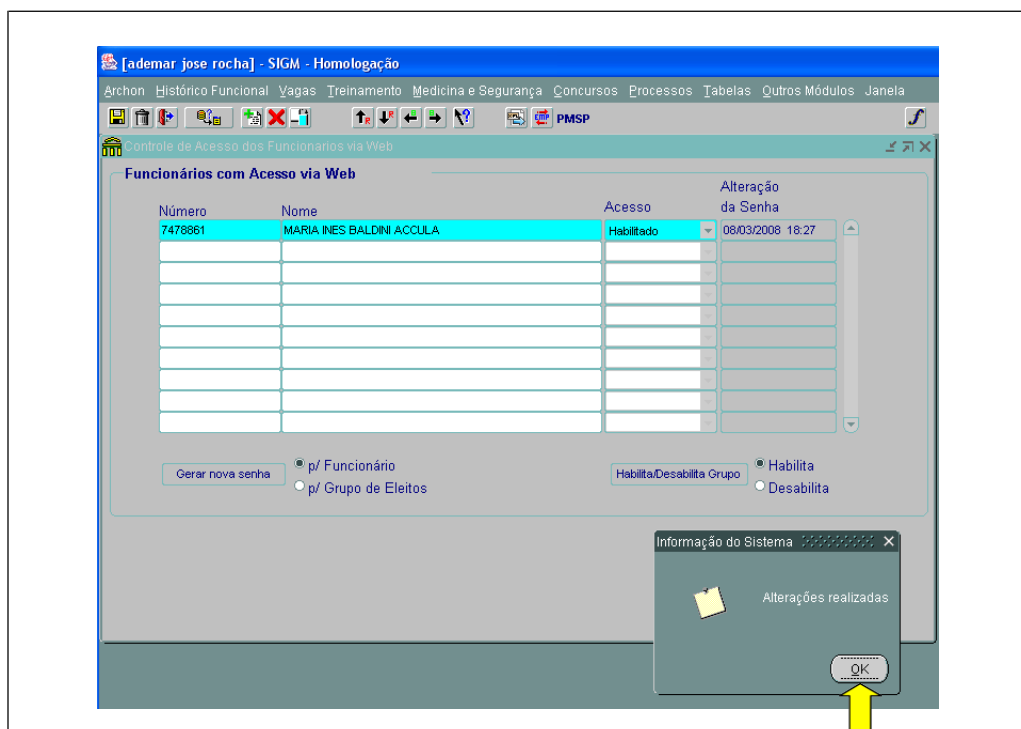 [ademar jose rocha] - SIGM - Homologação
Archon Histórico Funcional Vagas Treinamento Medicina e Segurança Concursos Processos Tabelas Outros Módulos Janela
PMSP
Controle de Acesso dos Funcionarios via Web
Funcionários com Acesso via Web
Número Nome Acesso Alteração da Senha
7478861 MARIA INES BALDINI ACCULA Habilitado 08/03/2008 18:27
Gerar nova senha
p/ Funcionário
p/ Grupo de Eleitos
Habilita/Desabilita Grupo
Habilita
Desabilita
Informação do Sistema
Alterações realizadas
OK